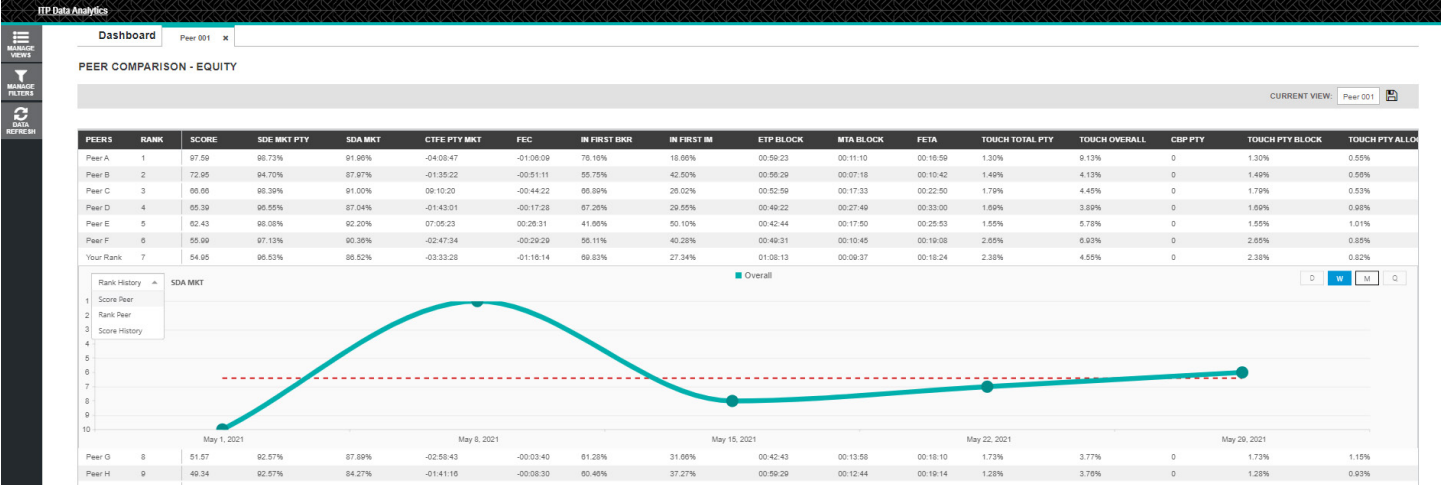 ITP Data Analytics
MANAGE VIEWS
MANAGE FILTERS
DATA REFRESH
Dashboard Peer 001 ×
PEER COMPARISON - EQUITY
CURRENT VIEW: Peer 001
PEERS RANK SCORE SDE MKT PTY SDA MKT CTFE PTY MKT FEC IN FIRST BKR IN FIRST IM ETP BLOCK MTA BLOCK FETA TOUCH TOTAL PTY TOUCH OVERALL CBP PTY TOUCH PTY BLOCK TOUCH PTY ALLO
Peer A 1 97.59 98.73% 91.96% -04:08:47 -01:06:09 76.16% 18.66% 00:59:23 00:11:10 00:16:59 1.30% 9.13% 0 1.30% 0.55%
Peer B 2 72.95 94.70% 87.97% -01:35:22 -00:51:11 55.75% 42.50% 00:56:29 00:07:18 00:10:42 1.49% 4.13% 0 1.49% 0.56%
Peer C 3 66.66 98.39% 91.00% 09:10:20 -00:44:22 66.89% 26.02% 00:52:59 00:17:33 00:22:50 1.79% 4.45% 0 1.79% 0.53%
Peer D 4 65.39 96.55% 87.04% -01:43:01 -00:17:28 67.26% 29.55% 00:49:22 00:27:49 00:33:00 1.69% 3.89% 0 1.69% 0.98%
Peer E 5 62.43 98.08% 92.20% 07:05:23 00:26:31 41.66% 50.10% 00:42:44 00:17:50 00:25:53 1.55% 5.78% 0 1.55% 1.01%
Peer F 6 55.99 97.13% 90.36% -02:47:34 -00:29:29 56.11% 40.28% 00:49:31 00:10:45 00:19:08 2.65% 6.93% 0 2.65% 0.85%
Your Rank 7 54.95 96.53% 86.52% -03:33:28 -01:16:14 69.83% 27.34% 01:08:13 00:09:37 00:18:24 2.38% 4.55% 0 2.38% 0.82%
Rank History SDA MKT Overall D W M Q
Score Peer
Rank Peer
Score History
1
2
3
4
5
6
7
8
9
10
May 1, 2021 May 8, 2021 May 15, 2021 May 22, 2021 May 29, 2021
Peer G 8 51.57 92.57% 87.89% -02:58:43 -00:03:40 61.28% 31.66% 00:42:43 00:13:58 00:18:10 1.73% 3.77% 0 1.73% 1.15%
Peer H 9 49.34 92.57% 84.27% -01:41:16 -00:08:30 60.46% 37.27% 00:59:29 00:12:44 00:19:14 1.28% 3.76% 0 1.28% 0.93%